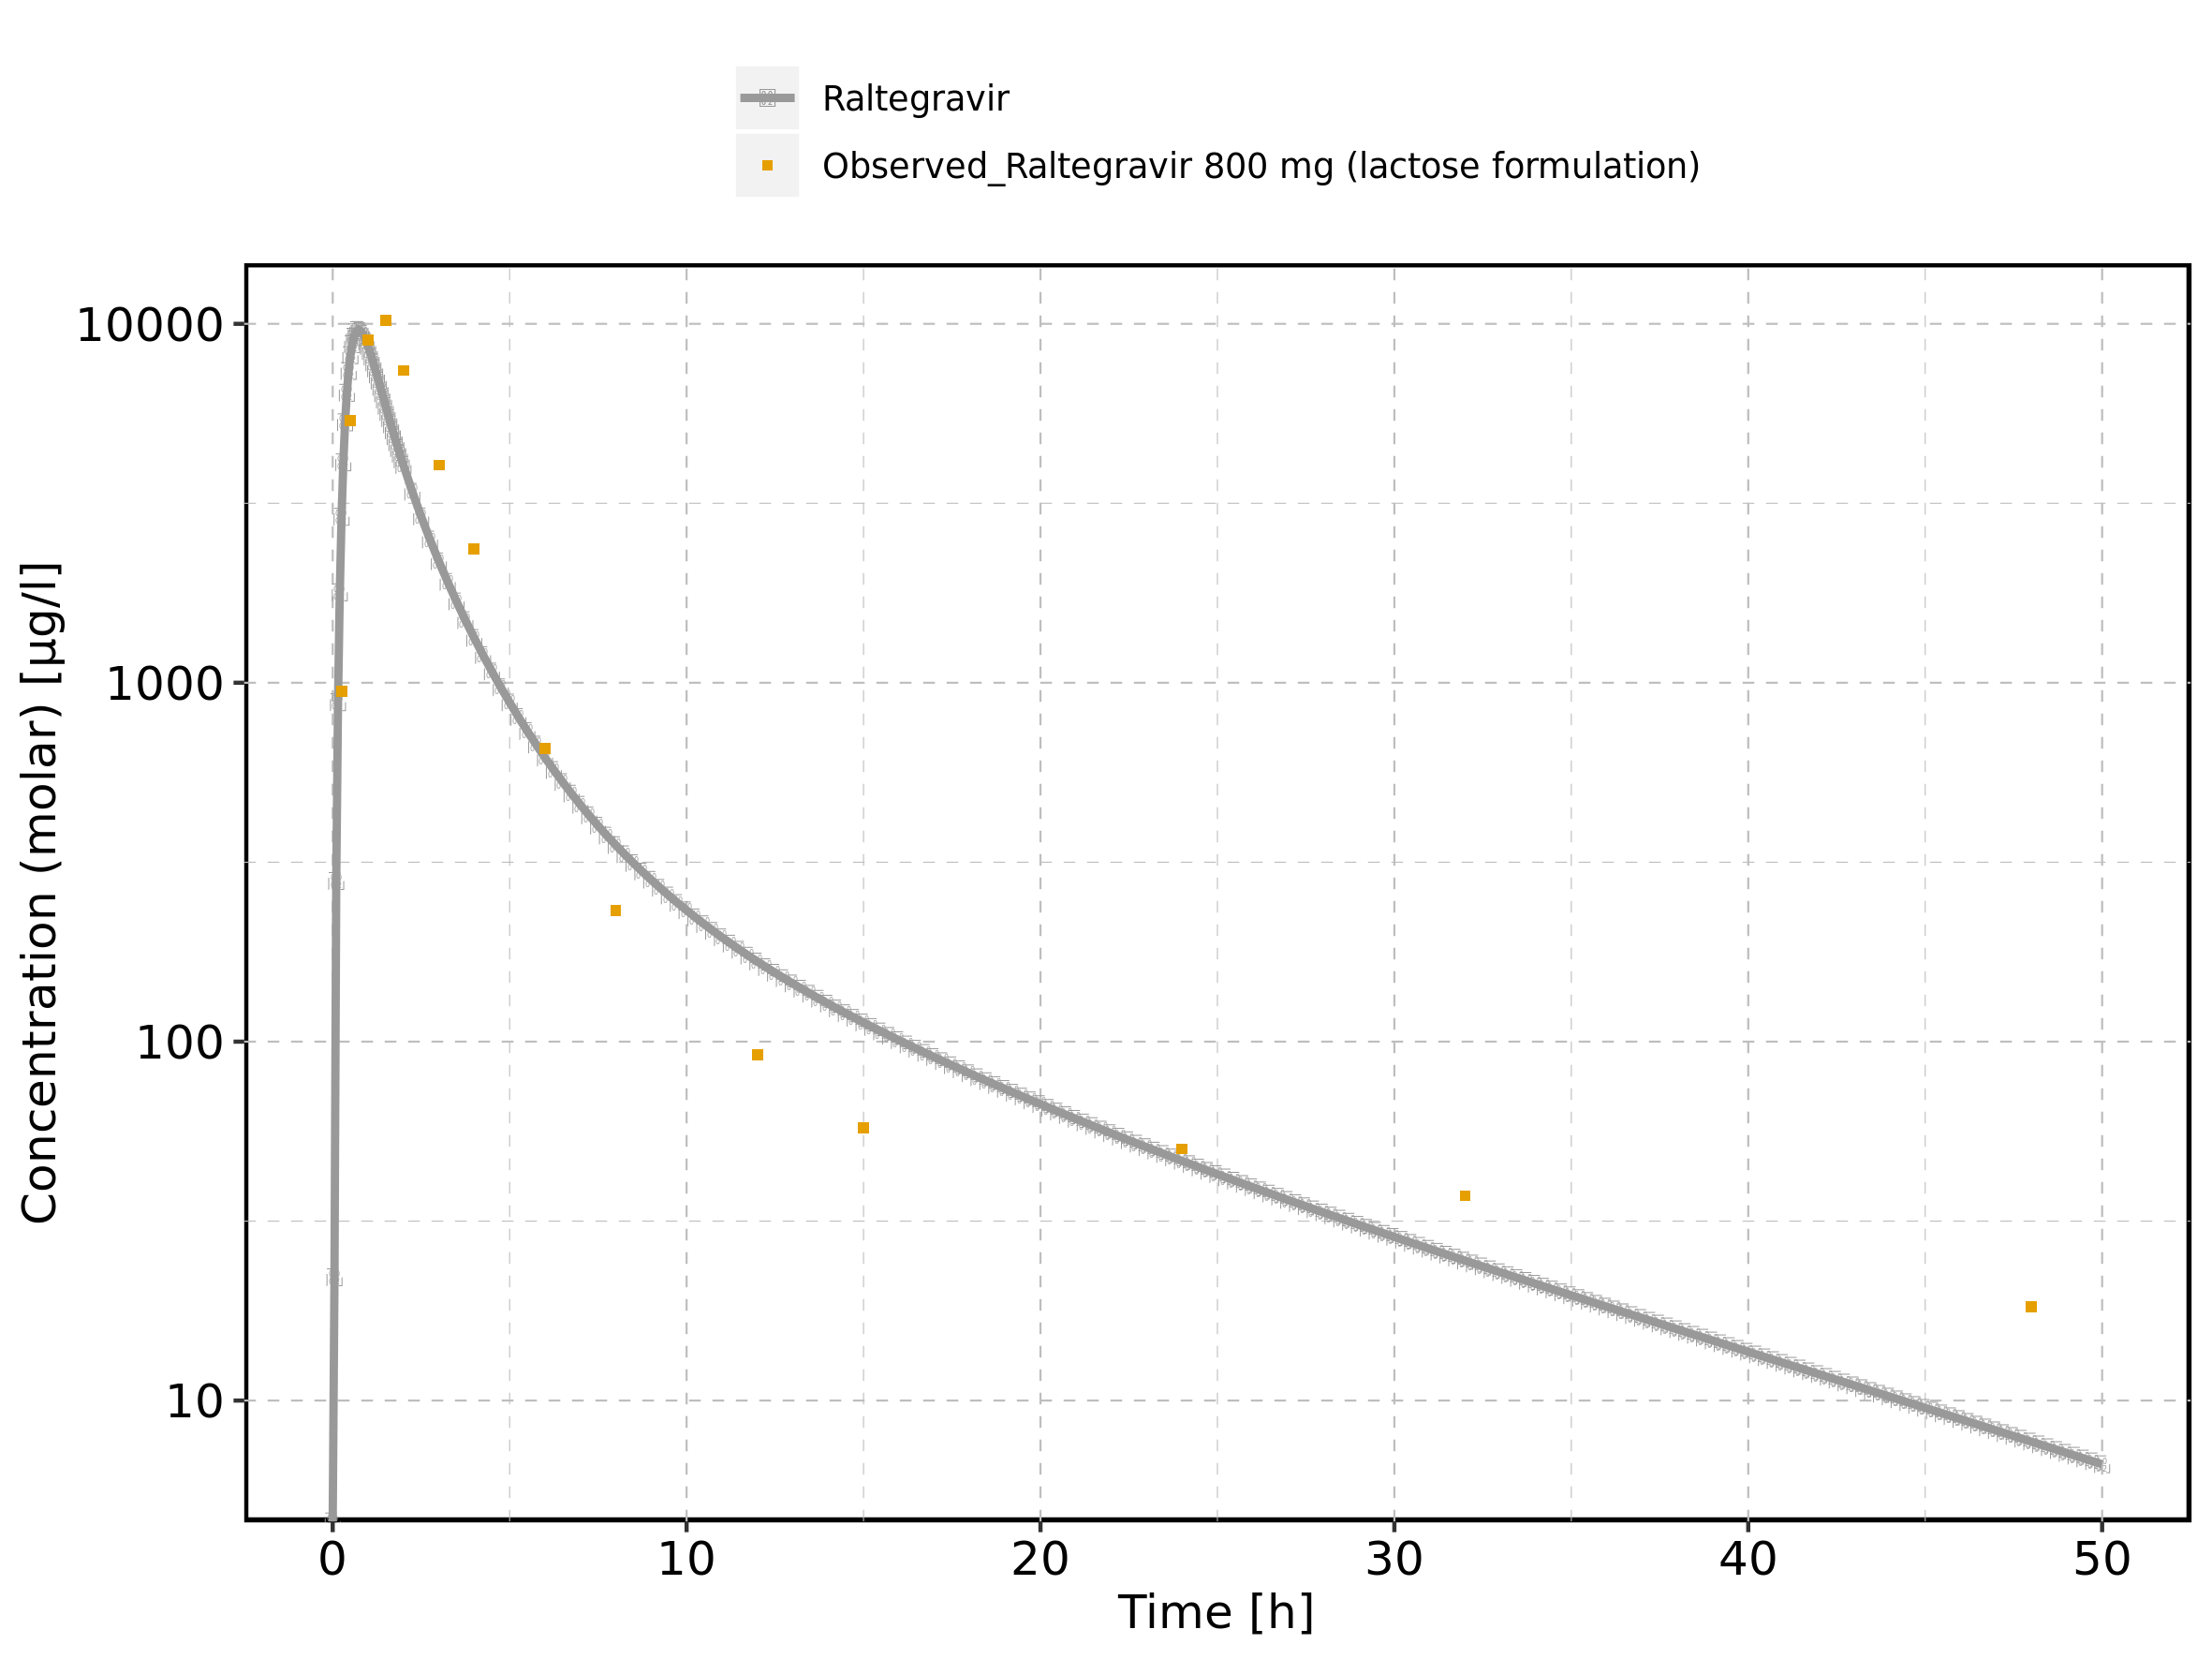 Raltegravir
Observed_Raltegravir 800 mg (lactose formulation)
Concentration (molar) [µg/l]
10000
1000
100
10
0 10 20 30 40 50
Time [h]